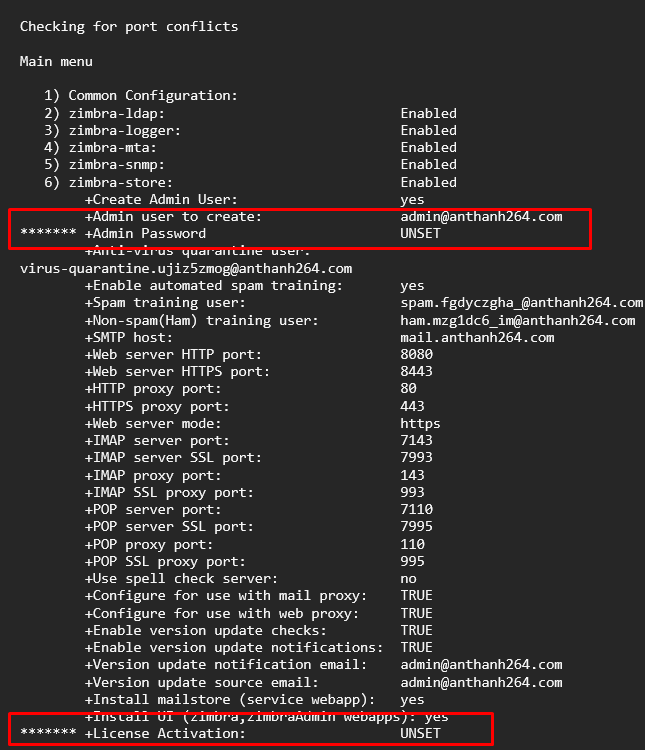 Checking for port conflicts
Main menu
1) Common Configuration:
2) zimbra-ldap: Enabled
3) zimbra-logger: Enabled
4) zimbra-mta: Enabled
5) zimbra-snmp: Enabled
6) zimbra-store: Enabled
+Create Admin User: yes
+Admin user to create: admin@anthanh264.com
******* +Admin Password UNSET
+Anti-virus quarantine user:
virus-quarantine.ujiz5zmog@anthanh264.com
+Enable automated spam training: yes
+Spam training user: spam.fgdyczgha_@anthanh264.com
+Non-spam(Ham) training user: ham.mzg1dc6_im@anthanh264.com
+SMTP host: mail.anthanh264.com
+Web server HTTP port: 8080
+Web server HTTPS port: 8443
+HTTP proxy port: 80
+HTTPS proxy port: 443
+Web server mode: https
+IMAP server port: 7143
+IMAP server SSL port: 7993
+IMAP proxy port: 143
+IMAP SSL proxy port: 993
+POP server port: 7110
+POP server SSL port: 7995
+POP proxy port: 110
+POP SSL proxy port: 995
+Use spell check server: no
+Configure for use with mail proxy: TRUE
+Configure for use with web proxy: TRUE
+Enable version update checks: TRUE
+Enable version update notifications: TRUE
+Version update notification email: admin@anthanh264.com
+Version update source email: admin@anthanh264.com
+Install mailstore (service webapp): yes
+Install UI (zimbra,zimbraAdmin webapps): yes
******* +License Activation: UNSET